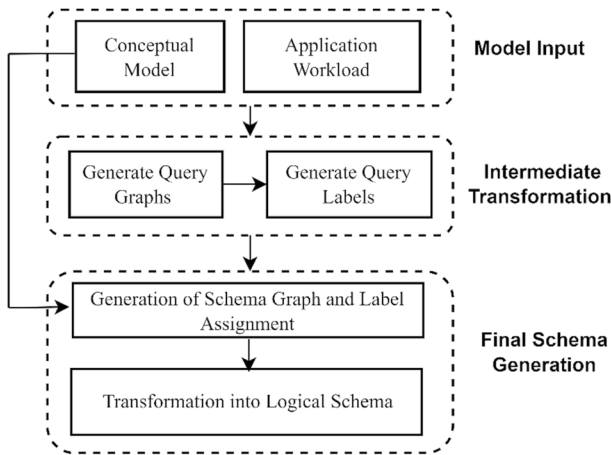 Conceptual
Model
Application
Workload
Model Input
Generate Query
Graphs
Generate Query
Labels
Intermediate
Transformation
Generation of Schema Graph and Label
Assignment
Transformation into Logical Schema
Final Schema
Generation